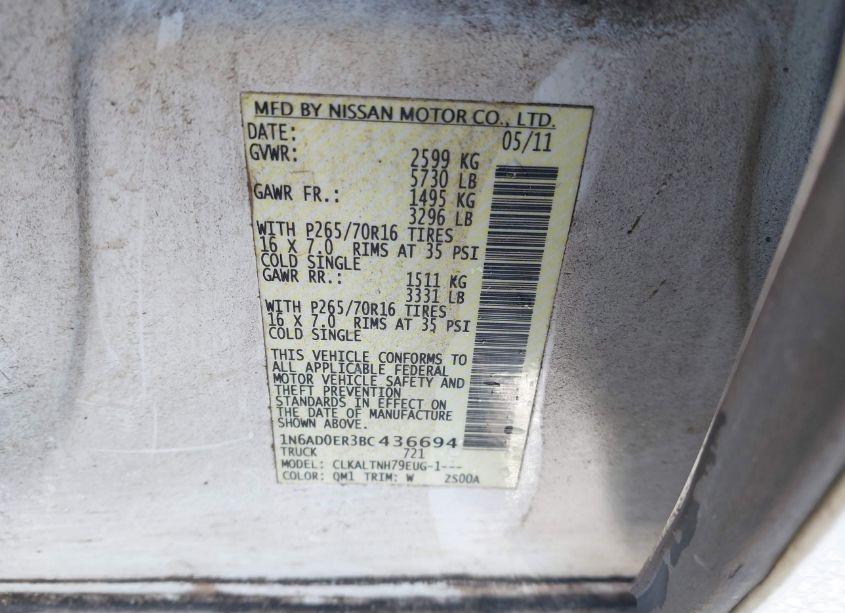 MFD BY NISSAN MOTOR CO., LTD.
DATE: 05/11
GVWR: 2599 KG
5730 LB
GAWR FR.: 1495 KG
3296 LB
WITH P265/70R16 TIRES
16 X 7.0 RIMS AT 35 PSI
COLD SINGLE
GAWR RR.: 1511 KG
3331 LB
WITH P265/70R16 TIRES
16 X 7.0 RIMS AT 35 PSI
COLD SINGLE
THIS VEHICLE CONFORMS TO
ALL APPLICABLE FEDERAL
MOTOR VEHICLE SAFETY AND
THEFT PREVENTION
STANDARDS IN EFFECT ON
THE DATE OF MANUFACTURE
SHOWN ABOVE.
1N6AD0ER3BC436694
TRUCK 721
MODEL: CLKALTNH79EUG-1---
COLOR: QM1 TRIM: W 2S00A